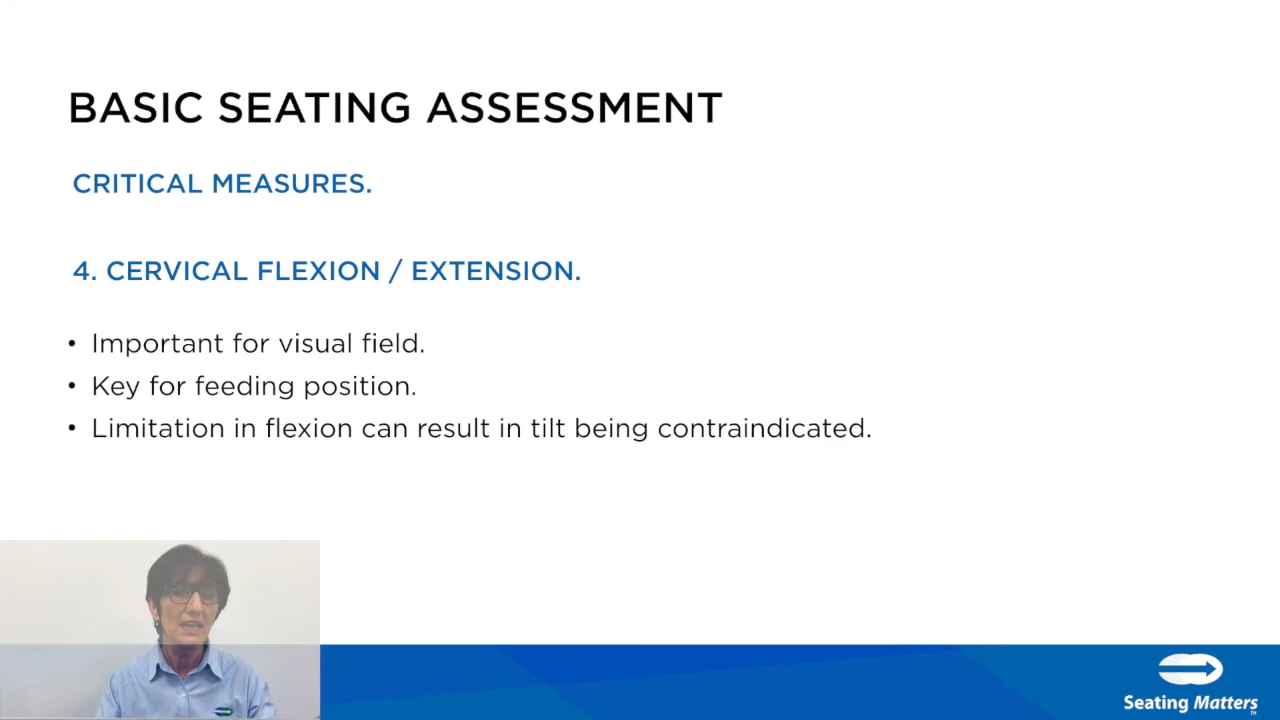 BASIC SEATING ASSESSMENT
CRITICAL MEASURES.
4. CERVICAL FLEXION / EXTENSION.
• Important for visual field.
• Key for feeding position.
• Limitation in flexion can result in tilt being contraindicated.
Seating Matters
TM